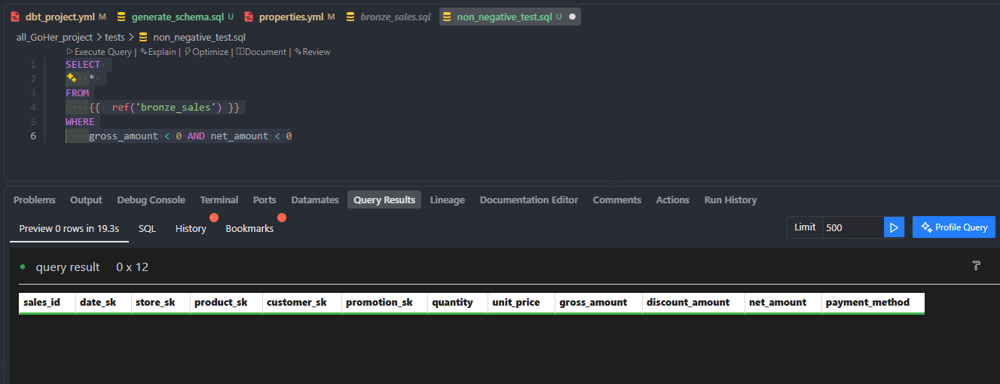 dbt_project.yml M generate_schema.sql U properties.yml M bronze_sales.sql non_negative_test.sql U
all_GoHer_project > tests > non_negative_test.sql
Execute Query | Explain | Optimize | Document | Review
1 SELECT
2 *
3 FROM
4 {{ ref('bronze_sales') }}
5 WHERE
6 gross_amount < 0 AND net_amount < 0
Problems Output Debug Console Terminal Ports Datamates Query Results Lineage Documentation Editor Comments Actions Run History
Preview 0 rows in 19.3s SQL History Bookmarks Limit 500 Profile Query
query result 0 x 12
sales_id date_sk store_sk product_sk customer_sk promotion_sk quantity unit_price gross_amount discount_amount net_amount payment_method